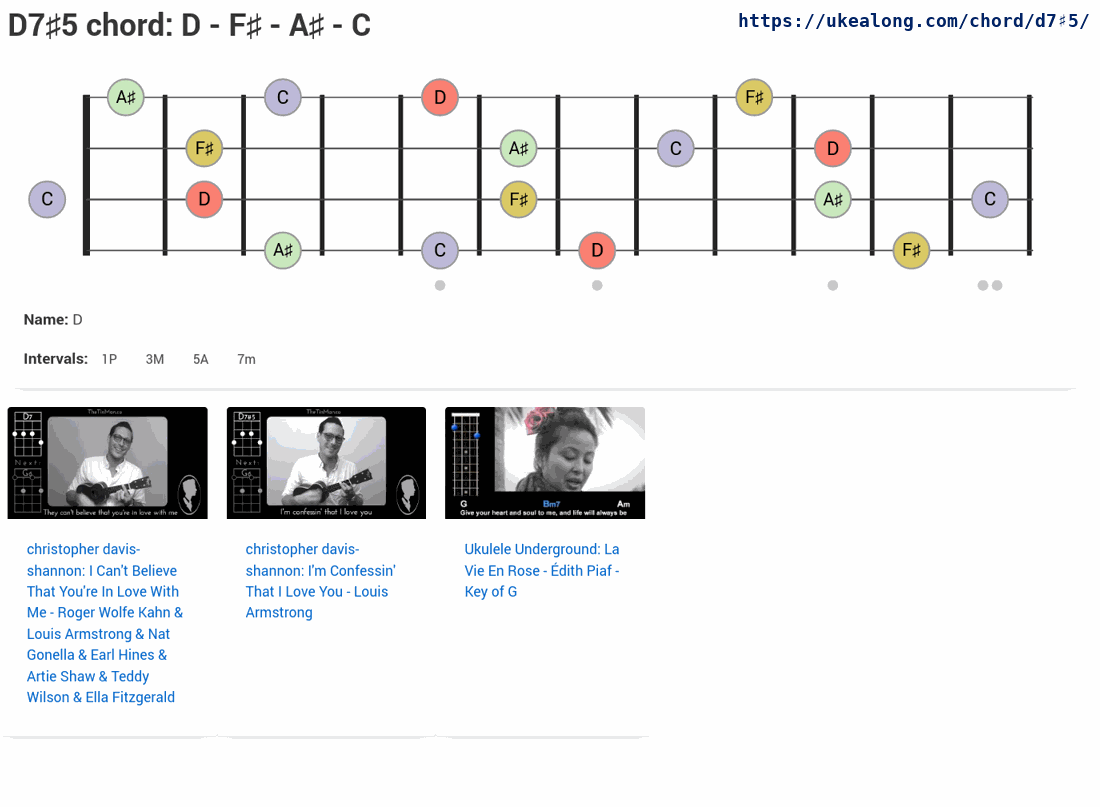 D7♯5 chord: D - F♯ - A♯ - C
https://ukealong.com/chord/d7♯5/
A♯ C D F♯
F♯ A♯ C D
C D F♯ A♯ C
A♯ C D F♯
Name: D
Intervals: 1P 3M 5A 7m
D7
TheTinManca
Next:
G6
They can't believe that you're in love with me
D7#5
TheTinManca
Next:
G6
I'm confessin' that I love you
G Bm7 Am
Give your heart and soul to me, and life will always be
christopher davis-
shannon: I Can't Believe
That You're In Love With
Me - Roger Wolfe Kahn &
Louis Armstrong & Nat
Gonella & Earl Hines &
Artie Shaw & Teddy
Wilson & Ella Fitzgerald
christopher davis-
shannon: I'm Confessin'
That I Love You - Louis
Armstrong
Ukulele Underground: La
Vie En Rose - Édith Piaf -
Key of G